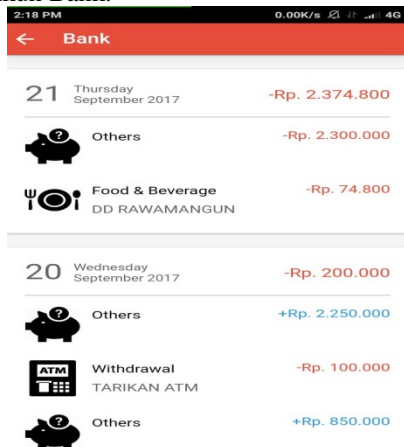 2:18 PM 0.00K/s 4G
Bank
21 Thursday
September 2017
-Rp. 2.374.800
Others -Rp. 2.300.000
Food & Beverage -Rp. 74.800
DD RAWAMANGUN
20 Wednesday
September 2017
-Rp. 200.000
Others +Rp. 2.250.000
ATM
Withdrawal -Rp. 100.000
TARIKAN ATM
Others +Rp. 850.000